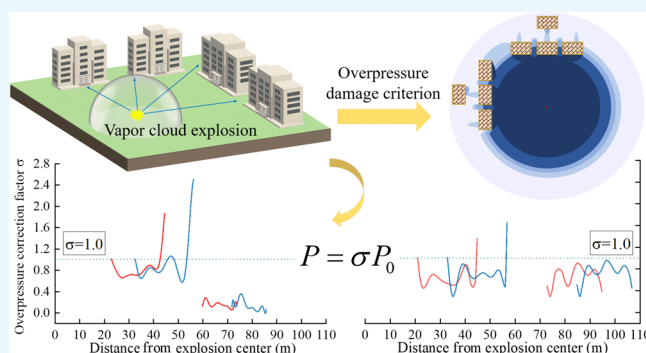 Vapor cloud explosion
Overpressure
damage criterion
Overpressure correction factor σ
2.8
2.4
2.0
1.6
1.2
0.8
0.4
0.0
σ=1.0
0 10 20 30 40 50 60 70 80 90 100 110
Distance from explosion center (m)
P = σP₀
σ=1.0
0 10 20 30 40 50 60 70 80 90 100 110
Distance from explosion center (m)